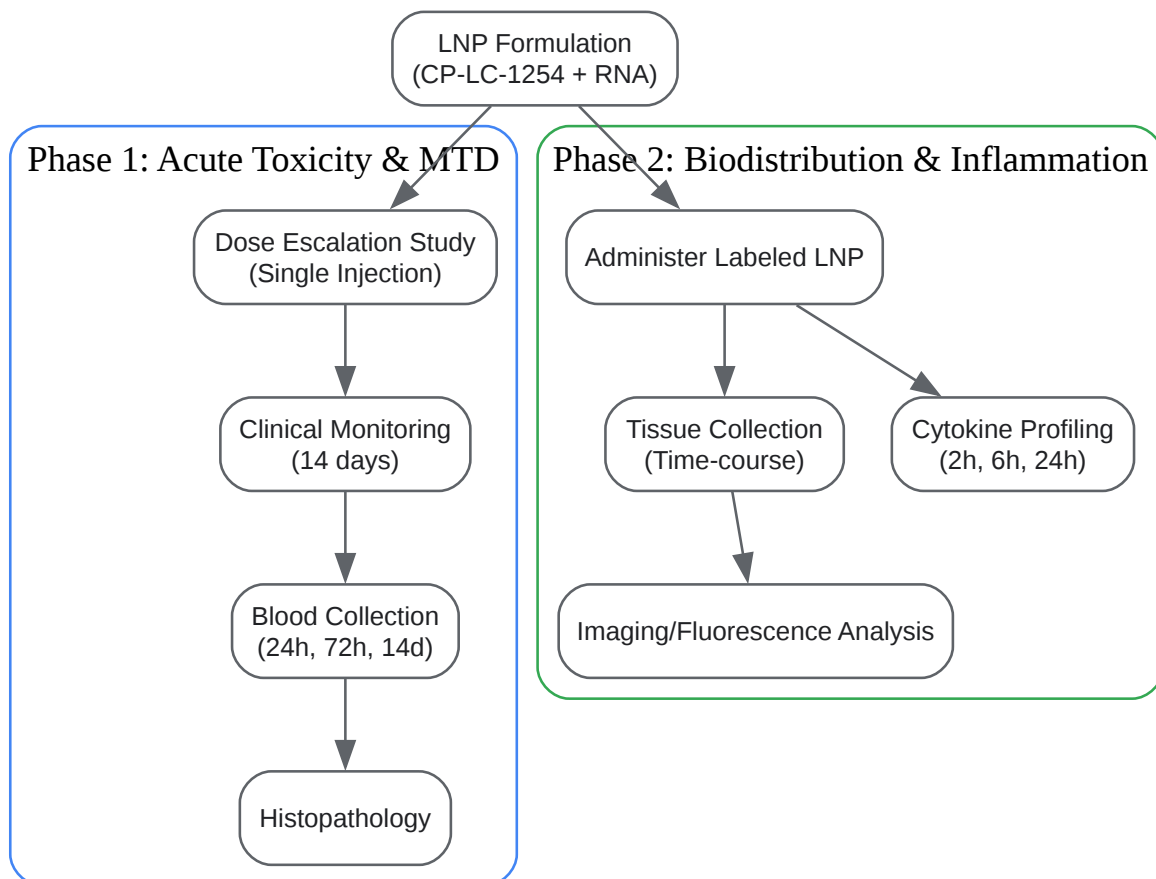 LNP Formulation
(CP-LC-1254 + RNA)
Phase 1: Acute Toxicity & MTD
Dose Escalation Study
(Single Injection)
Clinical Monitoring
(14 days)
Blood Collection
(24h, 72h, 14d)
Histopathology
Phase 2: Biodistribution & Inflammation
Administer Labeled LNP
Tissue Collection
(Time-course)
Cytokine Profiling
(2h, 6h, 24h)
Imaging/Fluorescence Analysis